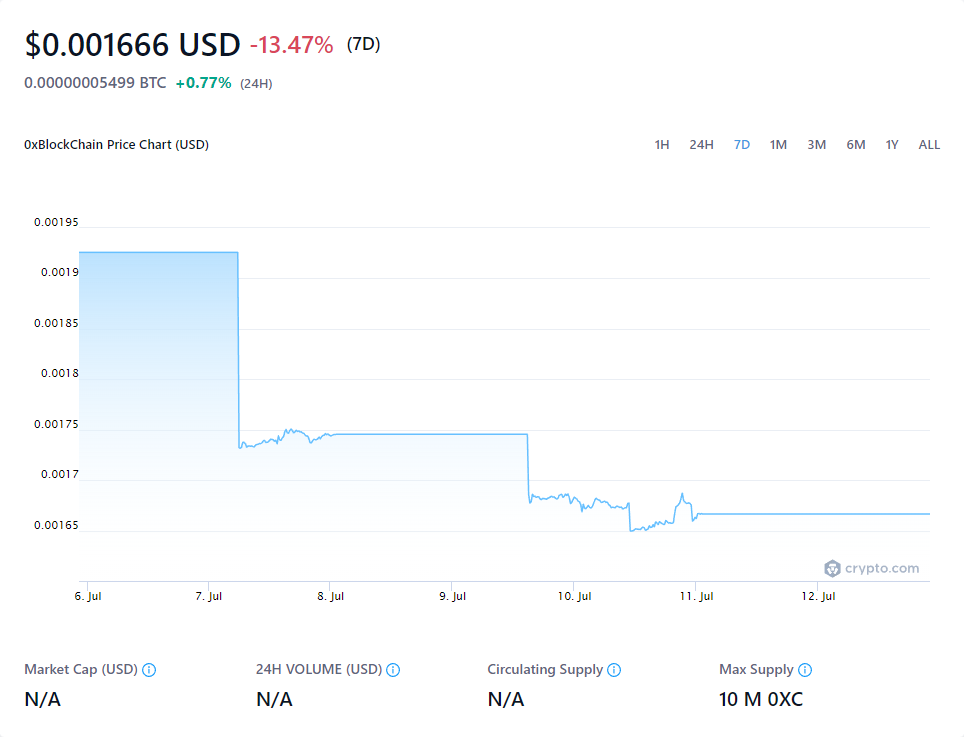 $0.001666 USD -13.47% (7D)
0.00000005499 BTC +0.77% (24H)
0xBlockChain Price Chart (USD) 1H 24H 7D 1M 3M 6M 1Y ALL
0.00195
0.0019
0.00185
0.0018
0.00175
0.0017
0.00165
crypto.com
6. Jul 7. Jul 8. Jul 9. Jul 10. Jul 11. Jul 12. Jul
Market Cap (USD) 24H VOLUME (USD) Circulating Supply Max Supply
N/A N/A N/A 10 M 0XC